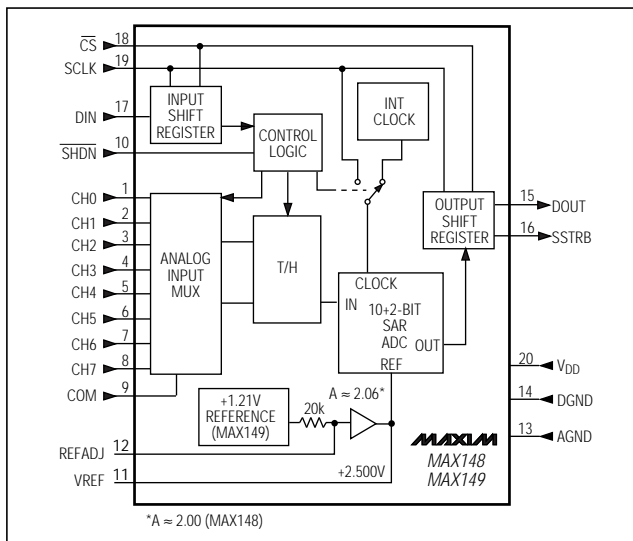 CS 18
SCLK 19
DIN 17
SHDN 10
CH0 1
CH1 2
CH2 3
CH3 4
CH4 5
CH5 6
CH6 7
CH7 8
COM 9
REFADJ 12
VREF 11
INPUT
SHIFT
REGISTER
CONTROL
LOGIC
INT
CLOCK
ANALOG
INPUT
MUX
T/H
CLOCK
IN
10+2-BIT
SAR
ADC
OUT
REF
OUTPUT
SHIFT
REGISTER
15 DOUT
16 SSTRB
20 VDD
14 DGND
13 AGND
+1.21V
REFERENCE
(MAX149)
20k
A ≈ 2.06*
+2.500V
MAXIM
MAX148
MAX149
*A ≈ 2.00 (MAX148)